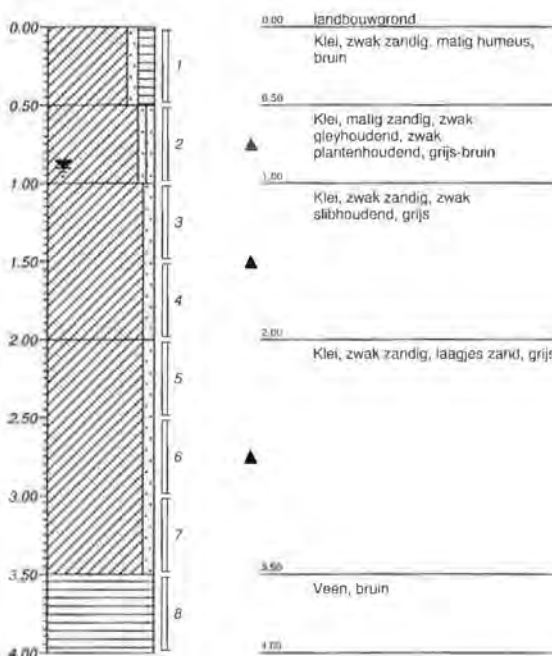 0.00
0.50
1.00
1.50
2.00
2.50
3.00
3.50
4.00
1
2
3
4
5
6
7
8
0.00 landbouwgrond
Klei, zwak zandig. matig humeus,
bruin
0.50
Klei, matig zandig, zwak
gleyhoudend, zwak
plantenhoudend, grijs-bruin
1.00
Klei, zwak zandig, zwak
slibhoudend, grijs
2.00
Klei, zwak zandig, laagjes zand, grijs
3.50
Veen, bruin
4.00